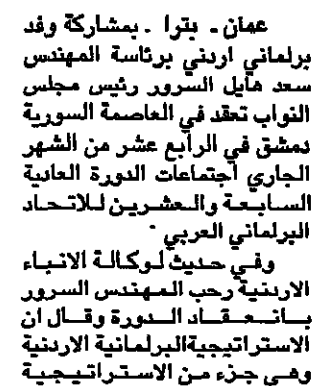 عمان ـ بترا ـ بمشاركة وفد
برلماني اردني برئاسة المهندس
سعد هايل السرور رئيس مجلس
النواب تعقد في العاصمة السورية
دمشق في الرابع عشر من الشهر
الجاري اجتماعات الدورة العادية
السابعة والعشرين للاتحاد
البرلماني العربي ٠
وفي حديث لوكالة الانباء
الاردنية رحب المهندس السرور
بانعقاد الدورة وقال ان
الاستراتيجيةالبرلمانية الاردنية
وهي جزء من الاستراتيجية